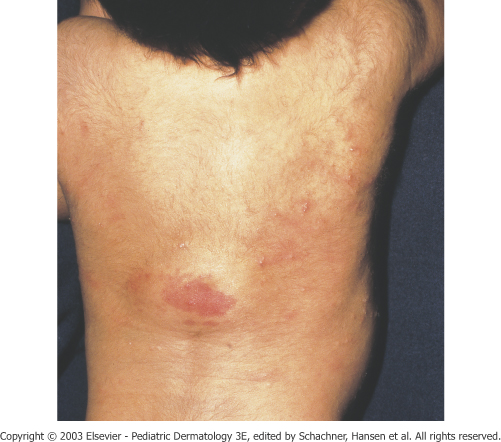 Copyright © 2003 Elsevier - Pediatric Dermatology 3E, edited by Schachner, Hansen et al. All rights reserved.